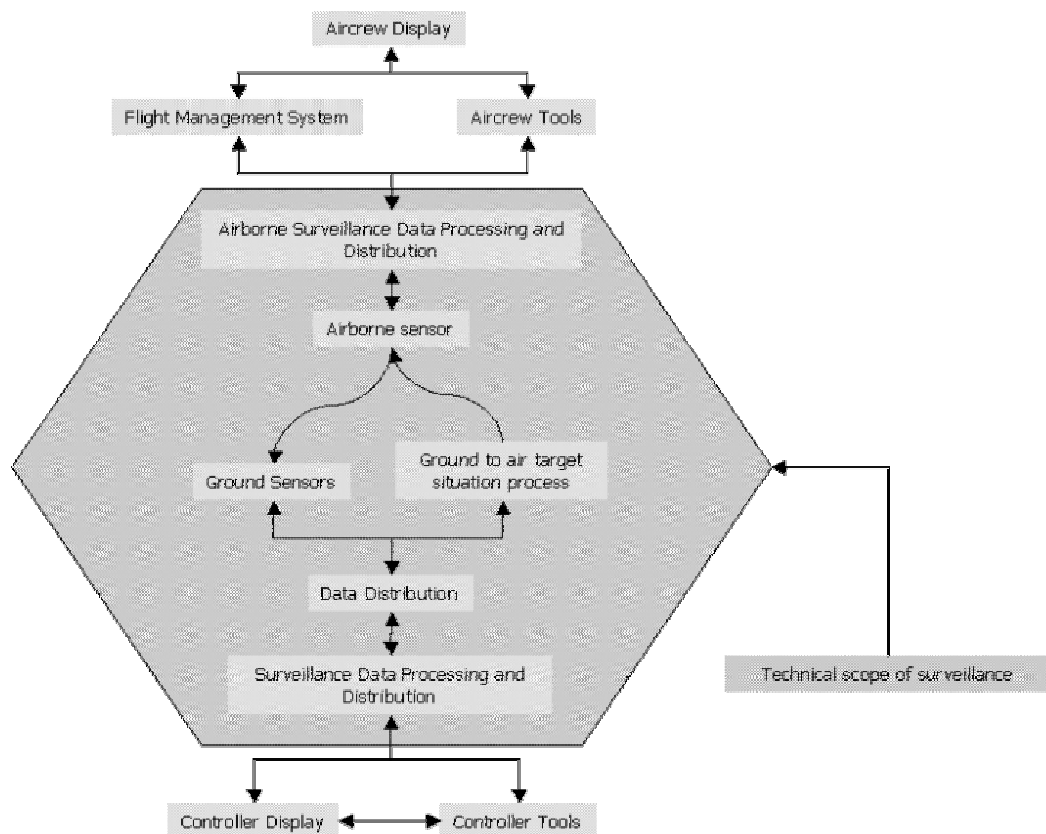 Aircrew Display
Flight Management System
Aircrew Tools
Airborne Surveillance Data Processing and
Distribution
Airborne sensor
Ground Sensors
Ground to air target
situation process
Data Distribution
Surveillance Data Processing and
Distribution
Technical scope of surveillance
Controller Display
Controller Tools